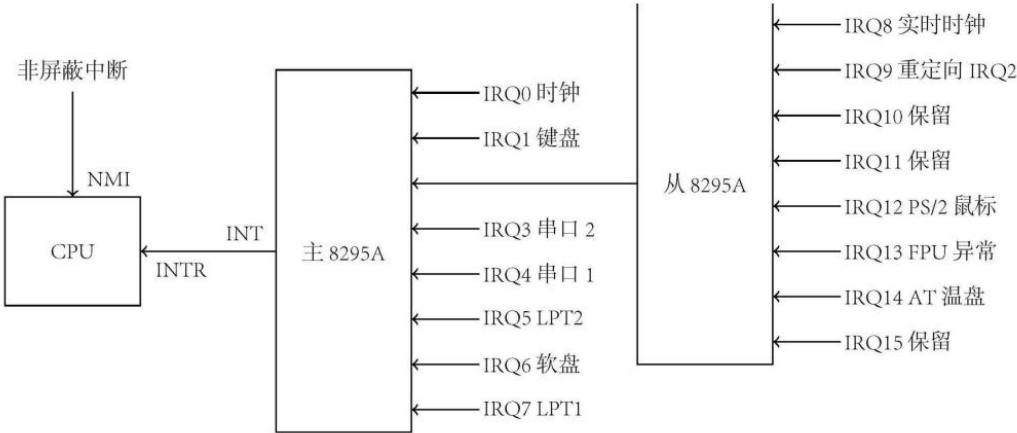 非屏蔽中断
NMI
CPU
INT
INTR
主 8295A
IRQ0 时钟
IRQ1 键盘
IRQ3 串口 2
IRQ4 串口 1
IRQ5 LPT2
IRQ6 软盘
IRQ7 LPT1
从 8295A
IRQ8 实时时钟
IRQ9 重定向 IRQ2
IRQ10 保留
IRQ11 保留
IRQ12 PS/2 鼠标
IRQ13 FPU 异常
IRQ14 AT 温盘
IRQ15 保留